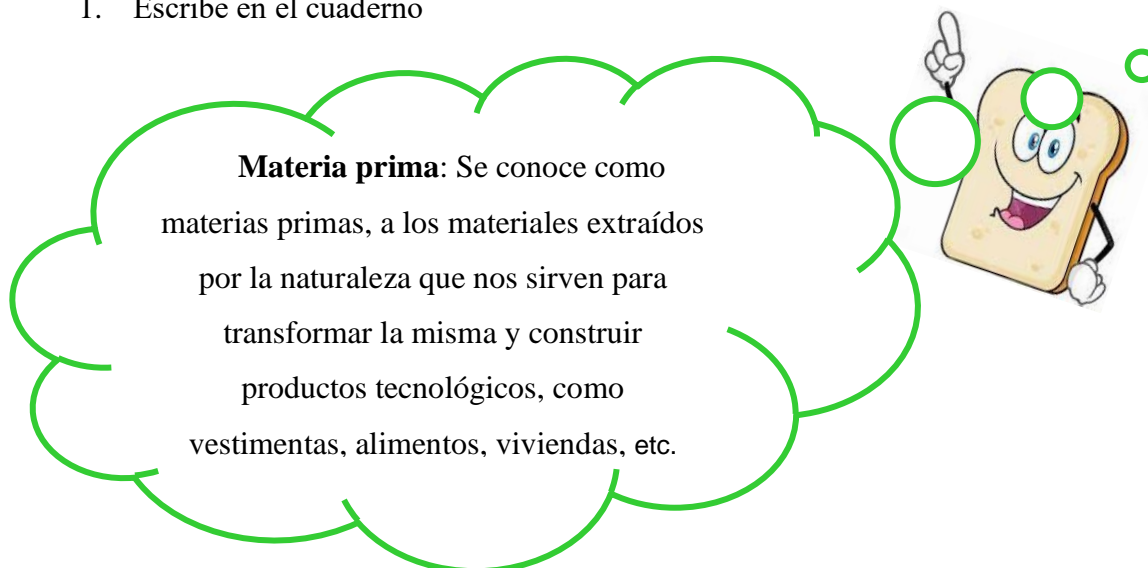 1. Escribe en el cuaderno
Materia prima: Se conoce como
materias primas, a los materiales extraídos
por la naturaleza que nos sirven para
transformar la misma y construir
productos tecnológicos, como
vestimentas, alimentos, viviendas, etc.